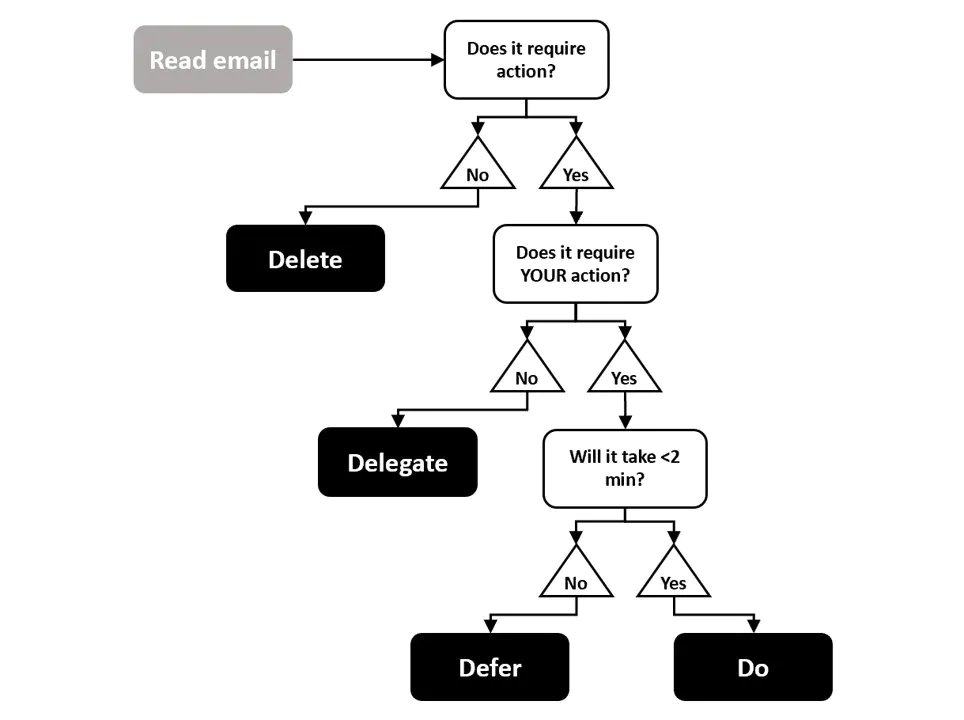 Read email
Does it require
action?
No
Yes
Delete
Does it require
YOUR action?
No
Yes
Delegate
Will it take <2
min?
No
Yes
Defer
Do